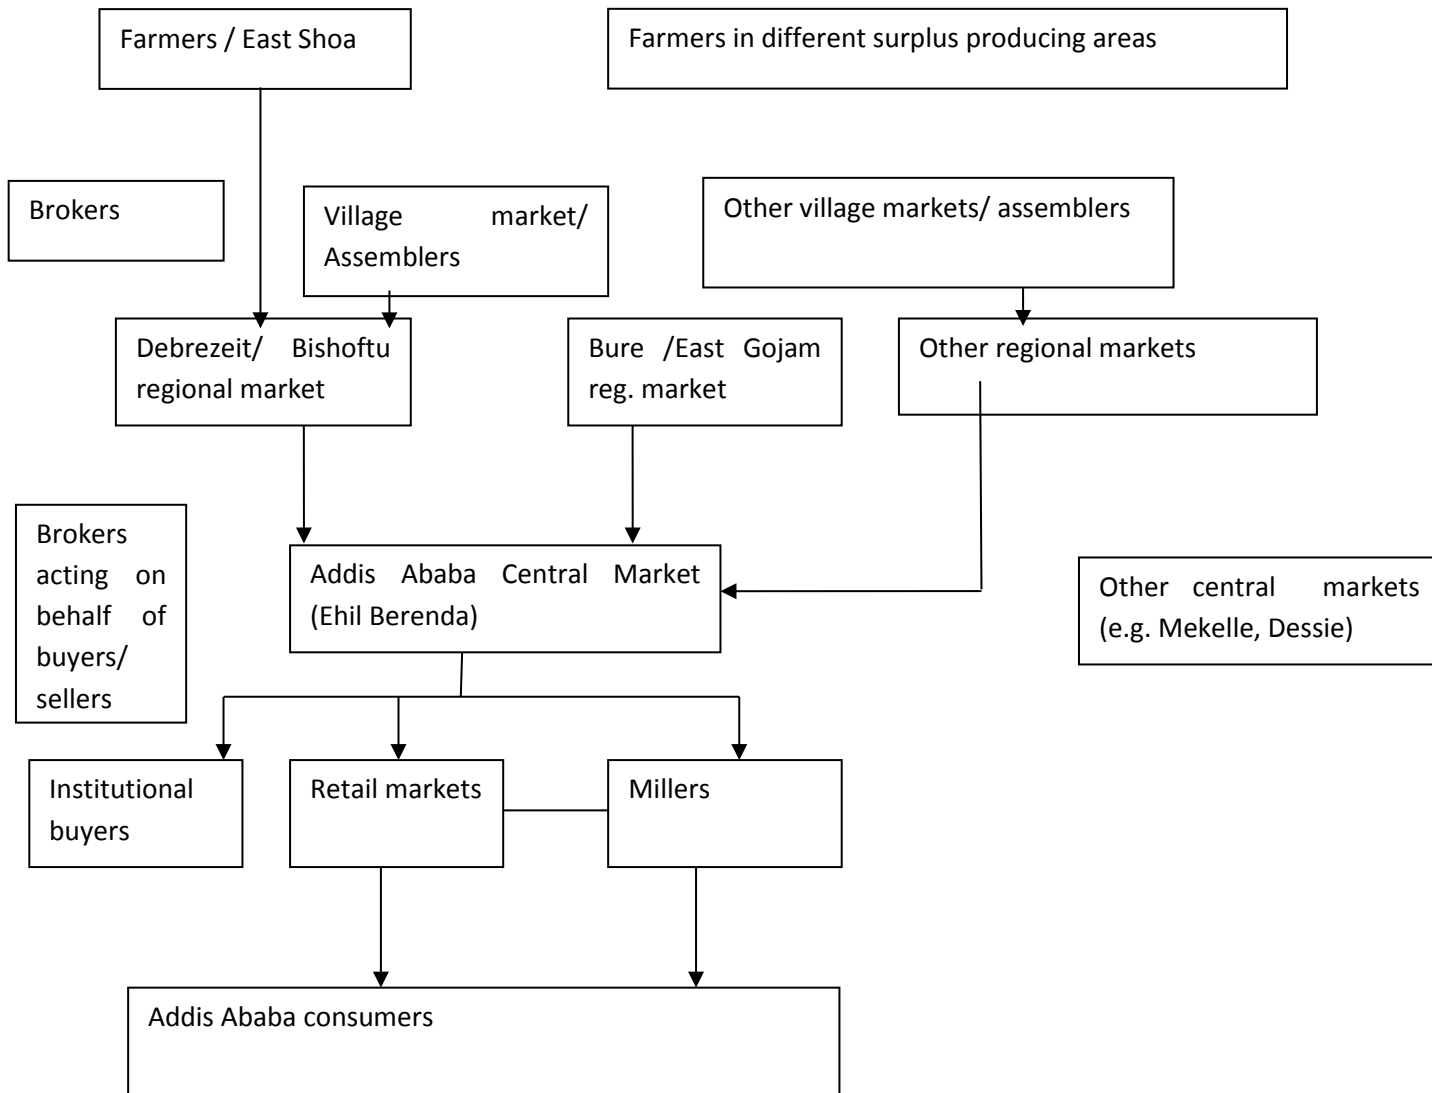 Farmers / East Shoa
Farmers in different surplus producing areas
Brokers
Village market/
Assemblers
Other village markets/ assemblers
Debrezeit/ Bishoftu
regional market
Bure /East Gojam
reg. market
Other regional markets
Brokers
acting on
behalf of
buyers/
sellers
Addis Ababa Central Market
(Ehil Berenda)
Other central markets
(e.g. Mekelle, Dessie)
Institutional
buyers
Retail markets
Millers
Addis Ababa consumers